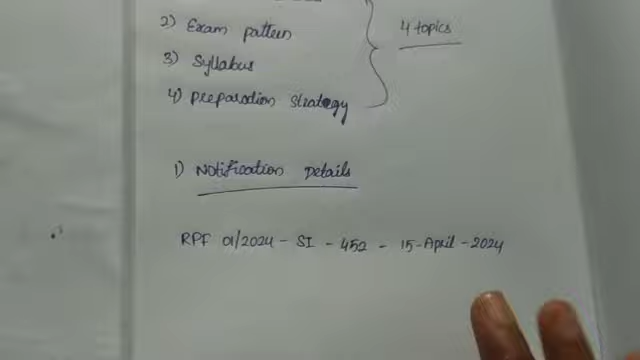 2) Exam pattern
4 topics
3) Syllabus
4) Preparation strategy
1) Notification Details
RPF 01/2024 - SI - 452 - 15-April-2024